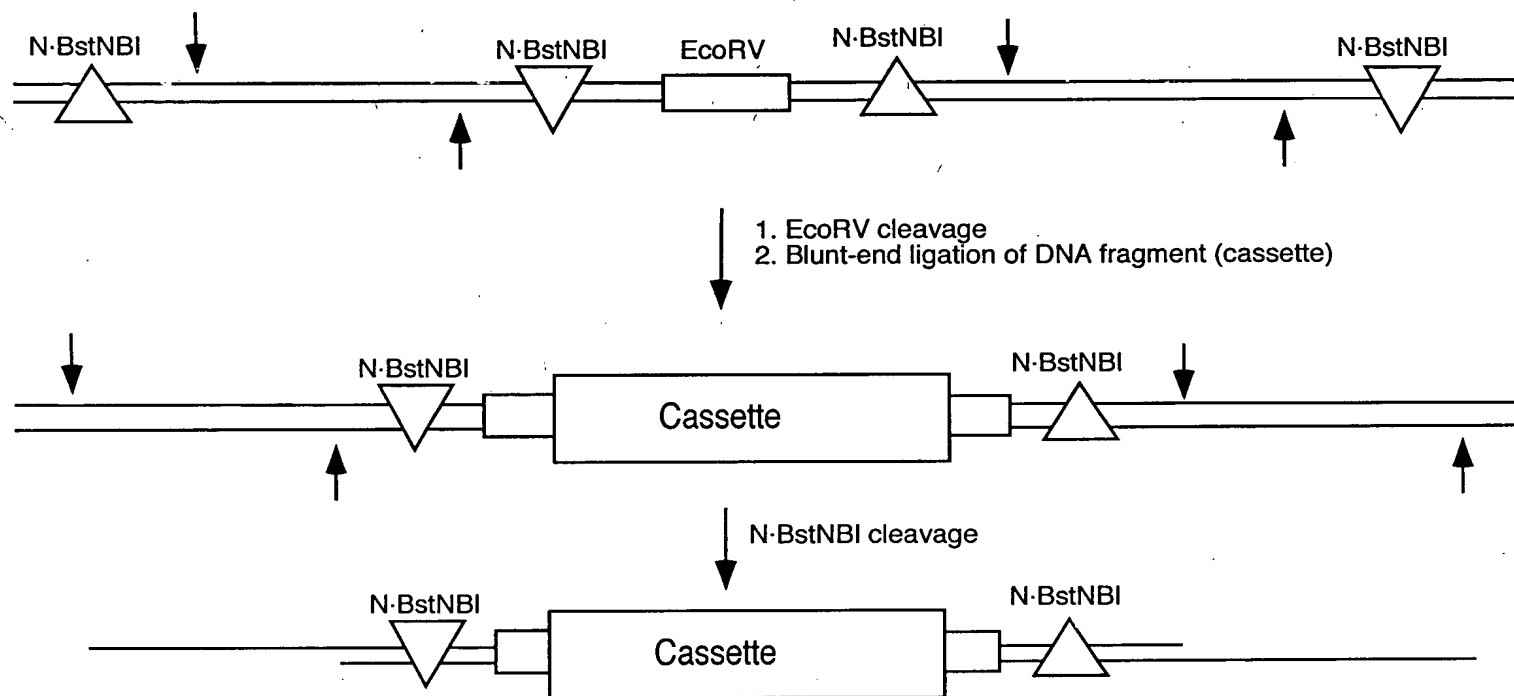 N·BstNBI
N·BstNBI
EcoRV
N·BstNBI
N·BstNBI
1. EcoRV cleavage
2. Blunt-end ligation of DNA fragment (cassette)
N·BstNBI
N·BstNBI
Cassette
N·BstNBI cleavage
N·BstNBI
N·BstNBI
Cassette